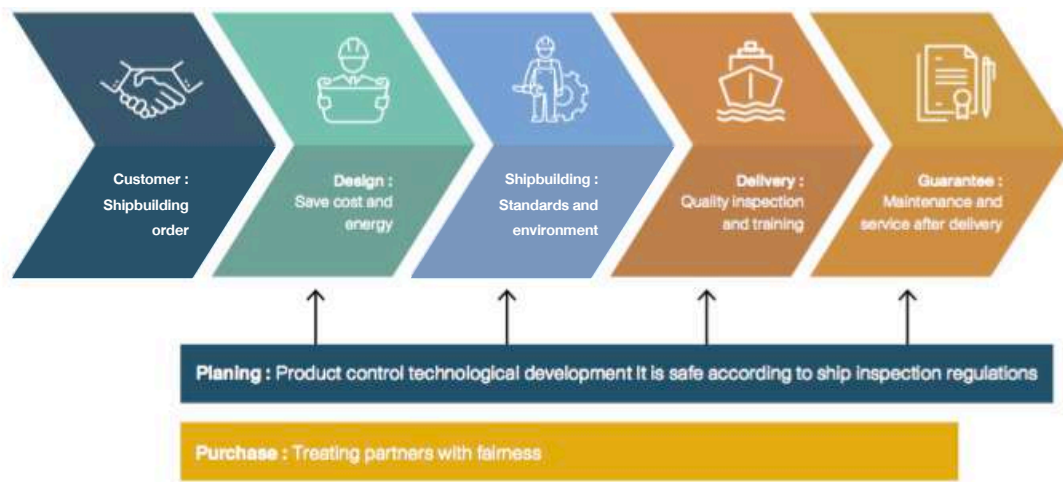 Customer :
Shipbuilding
order
Design :
Save cost and
energy
Shipbuilding :
Standards and
environment
Delivery :
Quality inspection
and training
Guarantee :
Maintenance and
service after delivery
Planing : Product control technological development It is safe according to ship inspection regulations
Purchase : Treating partners with fairness